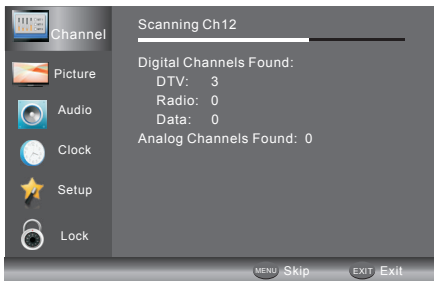 Channel
Picture
Audio
Clock
Setup
Lock
Scanning Ch12
Digital Channels Found:
DTV: 3
Radio: 0
Data: 0
Analog Channels Found: 0
MENU Skip EXIT Exit